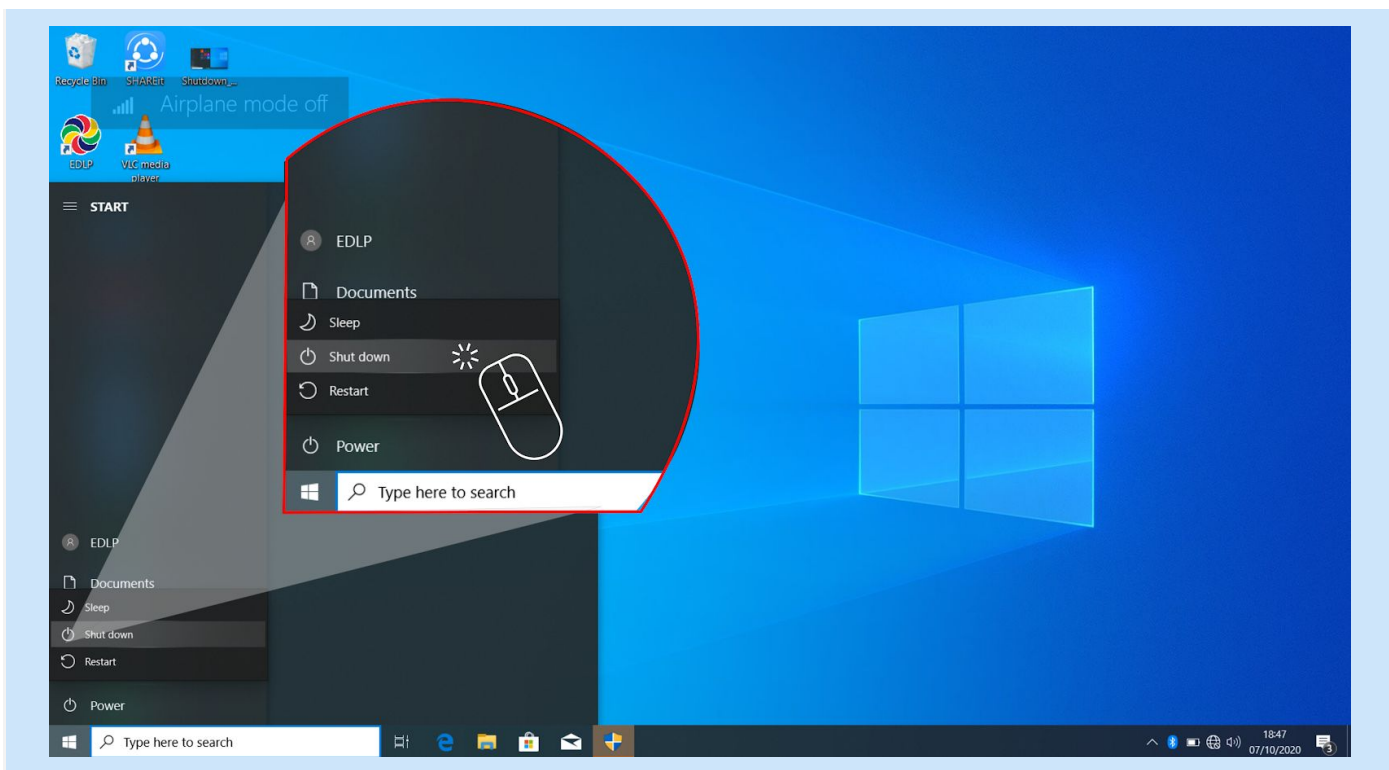 Recycle Bin
SHAREit
Shutdown_...
Airplane mode off
EDLP
VLC media
player
START
EDLP
Documents
Sleep
Shut down
Restart
Power
Type here to search
EDLP
Documents
Sleep
Shut down
Restart
Power
Type here to search
18:47
07/10/2020
3